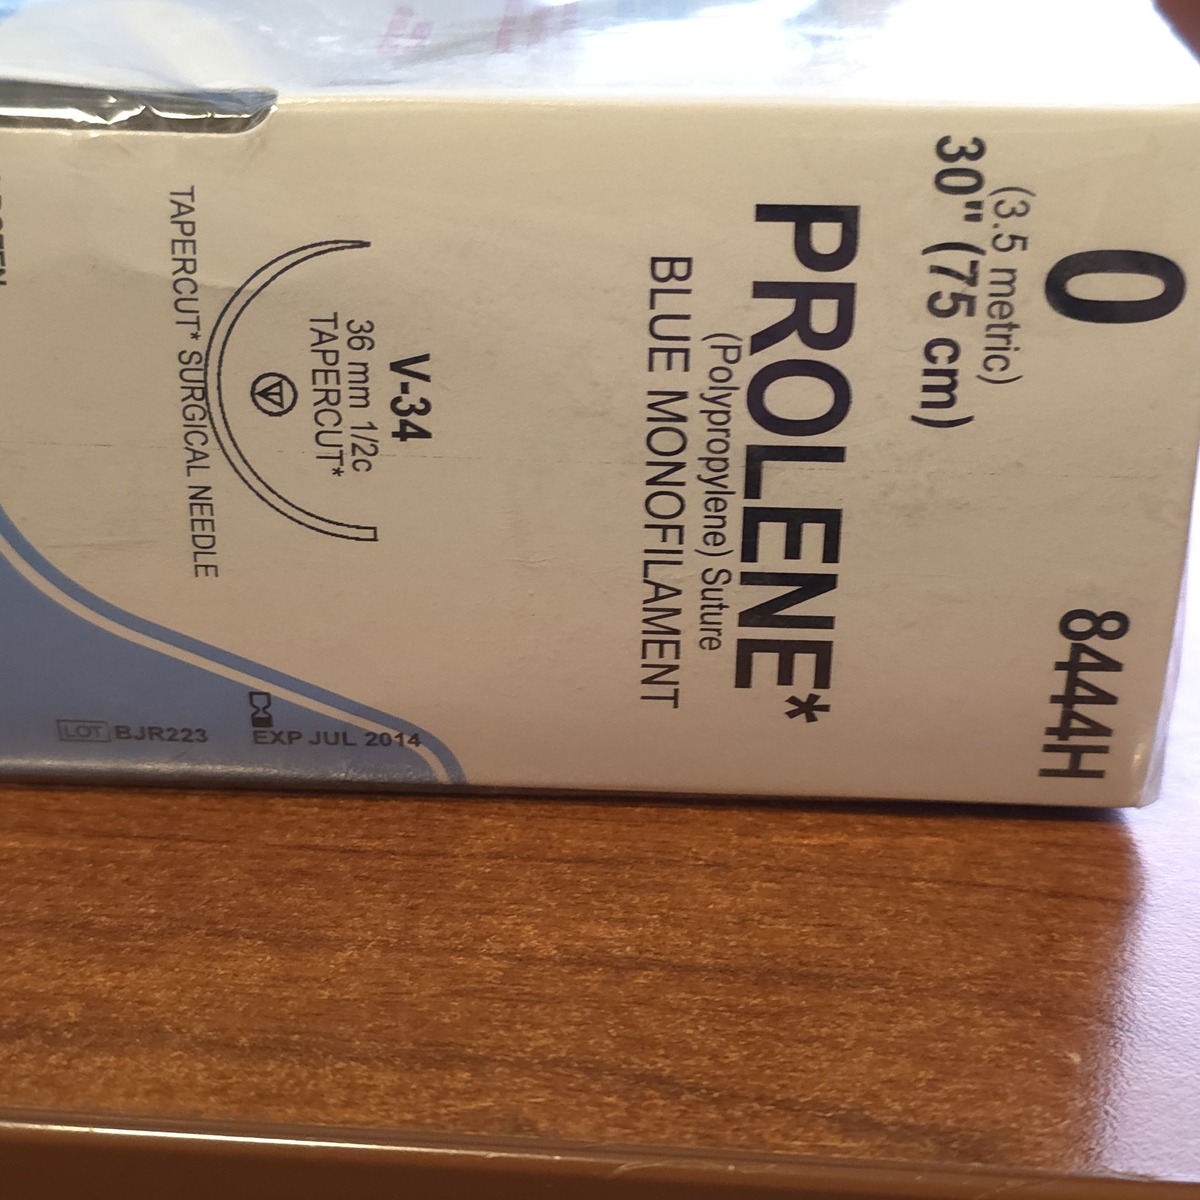 0
8444H
(3.5 metric)
30" (75 cm)
PROLENE*
(Polypropylene) Suture
BLUE MONOFILAMENT
V-34
36 mm 1/2c
TAPERCUT*
TAPERCUT* SURGICAL NEEDLE
EXP JUL 2014
LOT BJR223